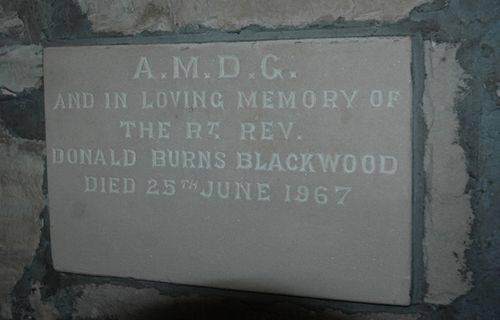 A.M.D.G.
AND IN LOVING MEMORY OF
THE RT. REV.
DONALD BURNS BLACKWOOD
DIED 25TH JUNE 1967